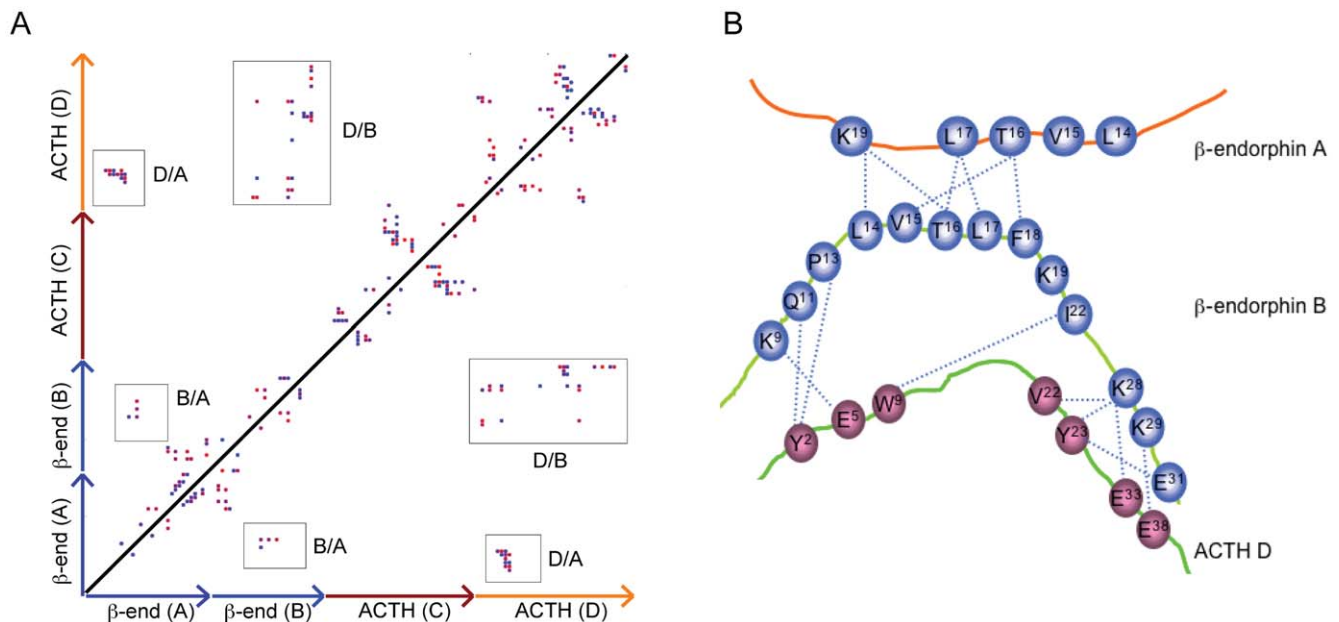 A
B
ACTH (D)
ACTH (C)
β-end (B)
β-end (A)
D/B
D/A
B/A
D/B
B/A
D/A
β-end (A)
β-end (B)
ACTH (C)
ACTH (D)
K19 L17 T16 V15 L14
β-endorphin A
L14 V15 T16 L17 F18
P13
K19
Q11
I22
β-endorphin B
K9
K28
V22
W9
E5
Y2
Y23
K29
E31
E33
E38
ACTH D